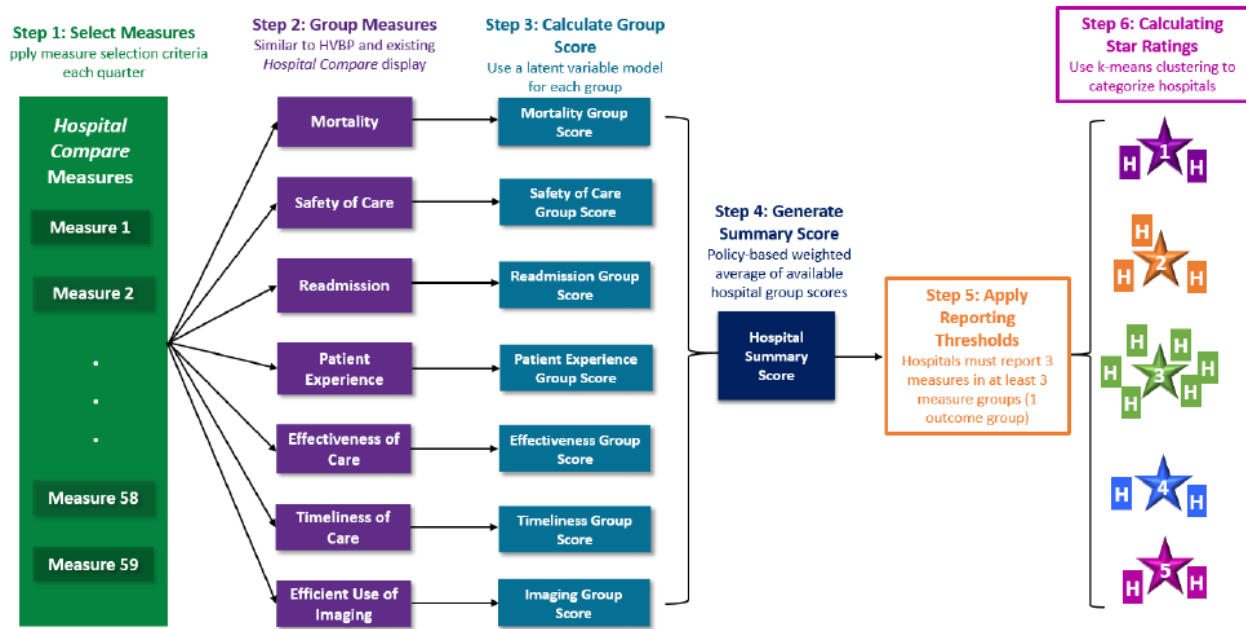 Step 1: Select Measures
pply measure selection criteria
each quarter
Hospital
Compare
Measures
Measure 1
Measure 2
.
.
.
Measure 58
Measure 59
Step 2: Group Measures
Similar to HVBP and existing
Hospital Compare display
Mortality
Safety of Care
Readmission
Patient
Experience
Effectiveness of
Care
Timeliness of
Care
Efficient Use of
Imaging
Step 3: Calculate Group
Score
Use a latent variable model
for each group
Mortality Group
Score
Safety of Care
Group Score
Readmission Group
Score
Patient Experience
Group Score
Effectiveness Group
Score
Timeliness Group
Score
Imaging Group
Score
Step 4: Generate
Summary Score
Policy-based weighted
average of available
hospital group scores
Hospital
Summary
Score
Step 5: Apply
Reporting
Thresholds
Hospitals must report 3
measures in at least 3
measure groups (1
outcome group)
Step 6: Calculating
Star Ratings
Use k-means clustering to
categorize hospitals
H 1 H
H
H 2 H
H H
H 3 H
H H
H 4 H
H 5 H